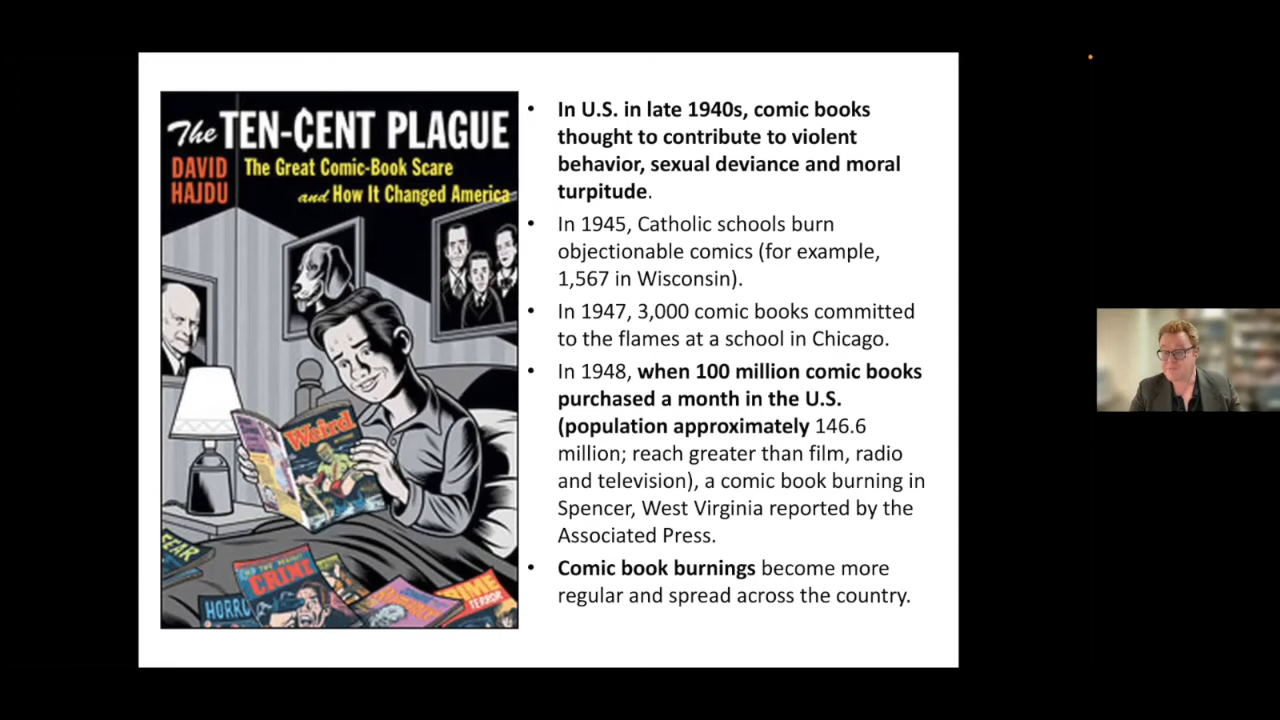 The TEN-¢ENT PLAGUE
DAVID
HAJDU
The Great Comic-Book Scare
and How It Changed America
Weird
FEAR
HORRO
CRIME
CRIME
TERROR
• In U.S. in late 1940s, comic books
thought to contribute to violent
behavior, sexual deviance and moral
turpitude.
• In 1945, Catholic schools burn
objectionable comics (for example,
1,567 in Wisconsin).
• In 1947, 3,000 comic books committed
to the flames at a school in Chicago.
• In 1948, when 100 million comic books
purchased a month in the U.S.
(population approximately 146.6
million; reach greater than film, radio
and television), a comic book burning in
Spencer, West Virginia reported by the
Associated Press.
• Comic book burnings become more
regular and spread across the country.